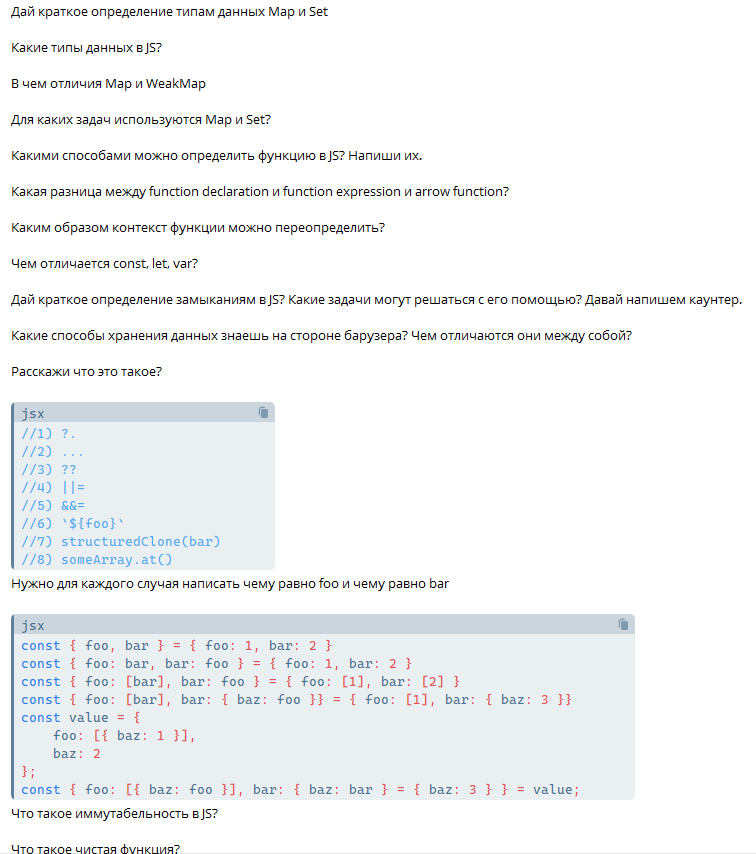 Дай краткое определение типам данных Map и Set
Какие типы данных в JS?
В чем отличия Map и WeakMap
Для каких задач используются Map и Set?
Какими способами можно определить функцию в JS? Напиши их.
Какая разница между function declaration и function expression и arrow function?
Каким образом контекст функции можно переопределить?
Чем отличается const, let, var?
Дай краткое определение замыканиям в JS? Какие задачи могут решаться с его помощью? Давай напишем каунтер.
Какие способы хранения данных знаешь на стороне барузера? Чем отличаются они между собой?
Расскажи что это такое?
jsx
//1) ?.
//2) ...
//3) ??
//4) ||=
//5) &&=
//6) `${foo}`
//7) structuredClone(bar)
//8) someArray.at()
Нужно для каждого случая написать чему равно foo и чему равно bar
jsx
const { foo, bar } = { foo: 1, bar: 2 }
const { foo: bar, bar: foo } = { foo: 1, bar: 2 }
const { foo: [bar], bar: foo } = { foo: [1], bar: [2] }
const { foo: [bar], bar: { baz: foo }} = { foo: [1], bar: { baz: 3 }}
const value = {
    foo: [{ baz: 1 }],
    baz: 2
};
const { foo: [{ baz: foo }], bar: { baz: bar } = { baz: 3 } } = value;
Что такое иммутабельность в JS?
Что такое чистая функция?